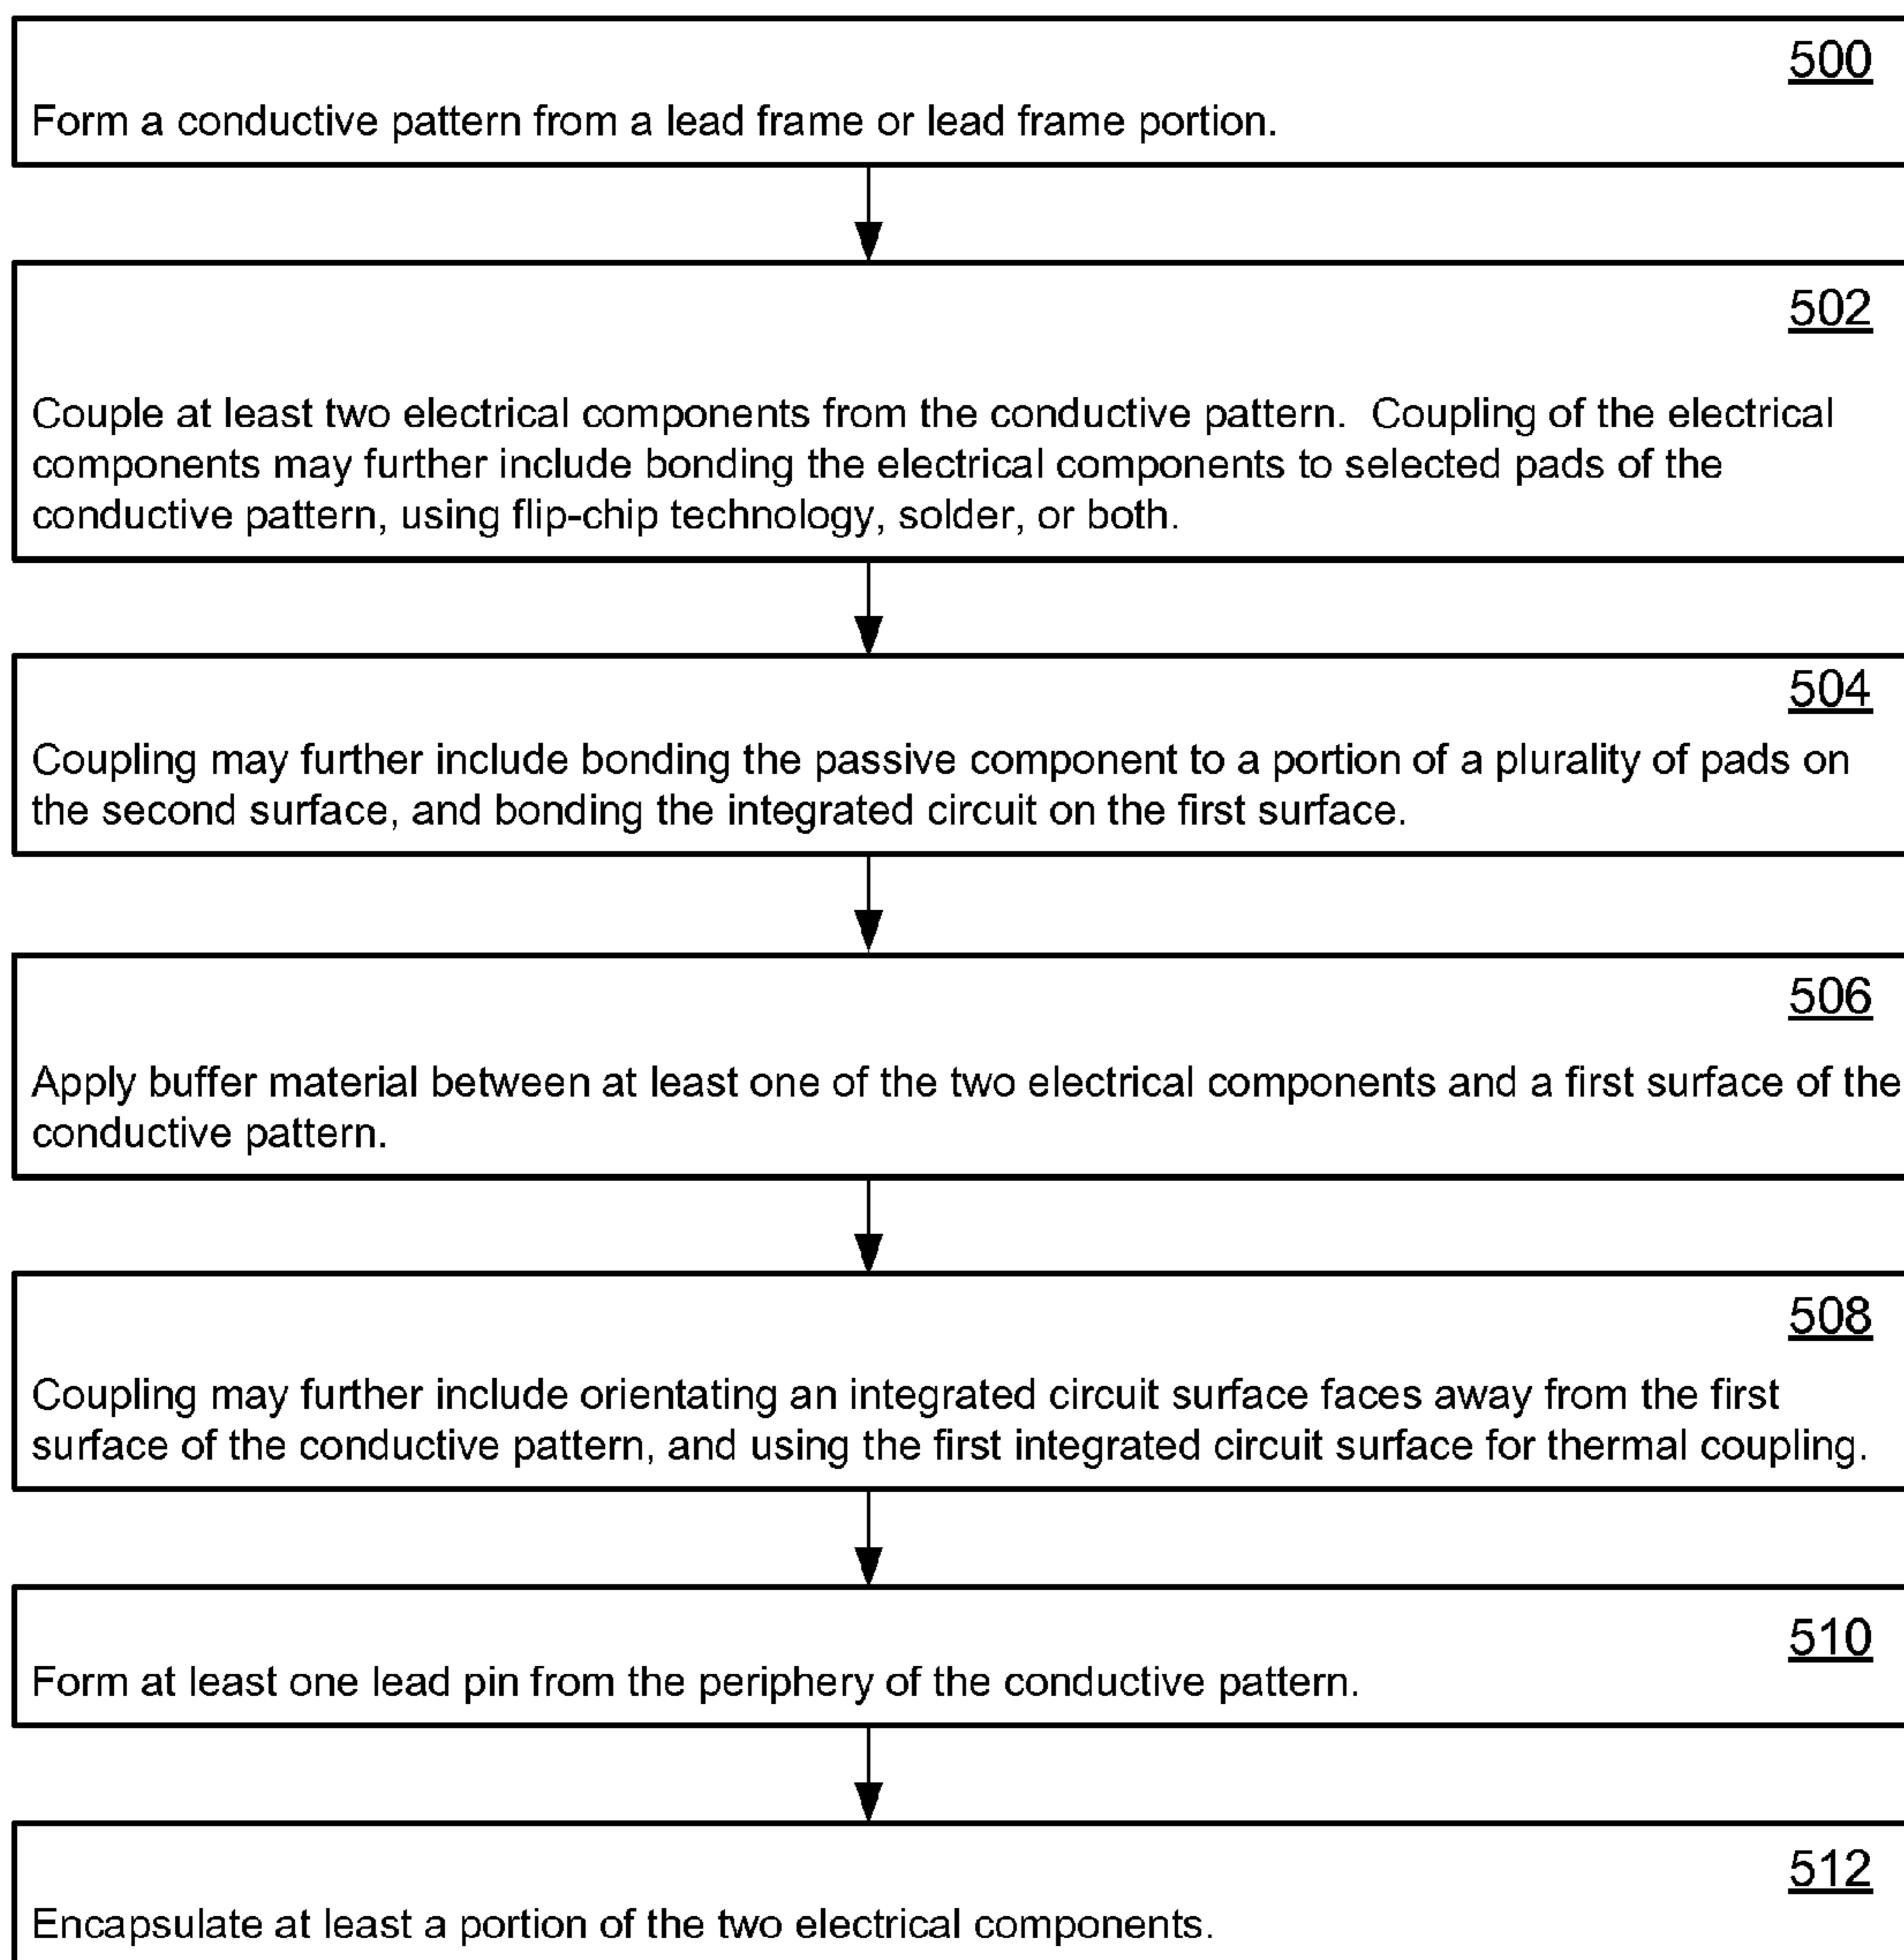 500
Form a conductive pattern from a lead frame or lead frame portion.
502
Couple at least two electrical components from the conductive pattern.  Coupling of the electrical
components may further include bonding the electrical components to selected pads of the
conductive pattern, using flip-chip technology, solder, or both.
504
Coupling may further include bonding the passive component to a portion of a plurality of pads on
the second surface, and bonding the integrated circuit on the first surface.
506
Apply buffer material between at least one of the two electrical components and a first surface of the
conductive pattern.
508
Coupling may further include orientating an integrated circuit surface faces away from the first
surface of the conductive pattern, and using the first integrated circuit surface for thermal coupling.
510
Form at least one lead pin from the periphery of the conductive pattern.
512
Encapsulate at least a portion of the two electrical components.